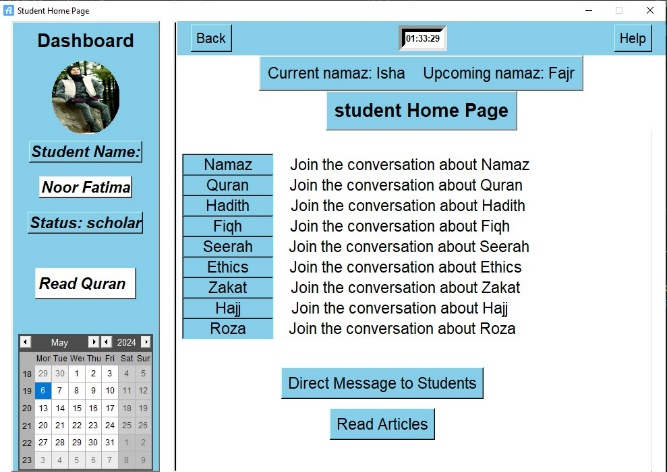 Student Home Page
Dashboard
Student Name:
Noor Fatima
Status: scholar
Read Quran
May 2024
Mor Tue Wei Thu Fri Sat Sur
18 29 30 1 2 3 4 5
19 6 7 8 9 10 11 12
20 13 14 15 16 17 18 19
21 20 21 22 23 24 25 26
22 27 28 29 30 31 1 2
23 3 4 5 6 7 8 9
Back
01:33:29
Help
Current namaz: Isha Upcoming namaz: Fajr
student Home Page
Namaz Join the conversation about Namaz
Quran Join the conversation about Quran
Hadith Join the conversation about Hadith
Fiqh Join the conversation about Fiqh
Seerah Join the conversation about Seerah
Ethics Join the conversation about Ethics
Zakat Join the conversation about Zakat
Hajj Join the conversation about Hajj
Roza Join the conversation about Roza
Direct Message to Students
Read Articles